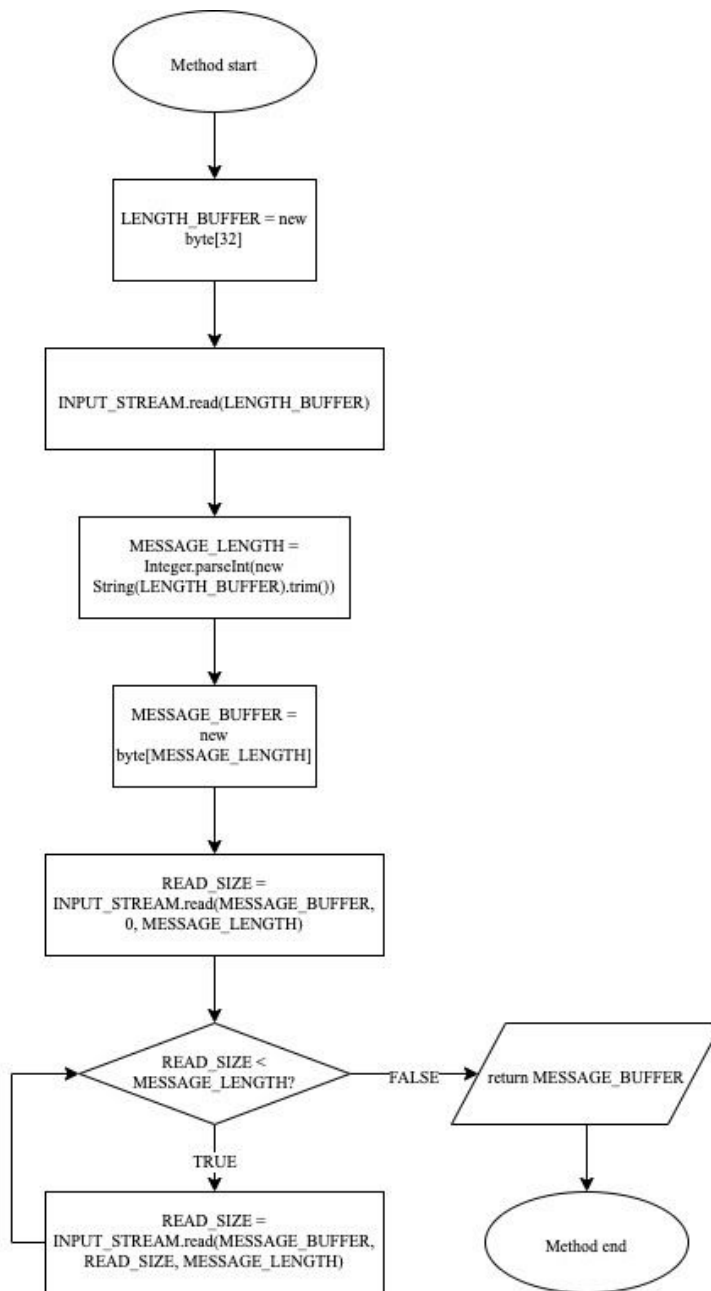 Method start
LENGTH_BUFFER = new
byte[32]
INPUT_STREAM.read(LENGTH_BUFFER)
MESSAGE_LENGTH =
Integer.parseInt(new
String(LENGTH_BUFFER).trim())
MESSAGE_BUFFER =
new
byte[MESSAGE_LENGTH]
READ_SIZE =
INPUT_STREAM.read(MESSAGE_BUFFER,
0, MESSAGE_LENGTH)
READ_SIZE <
MESSAGE_LENGTH?
FALSE
return MESSAGE_BUFFER
TRUE
READ_SIZE =
INPUT_STREAM.read(MESSAGE_BUFFER,
READ_SIZE, MESSAGE_LENGTH)
Method end